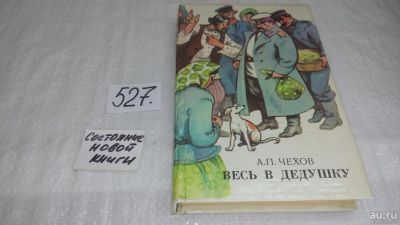 527.
Состояние
новой
книги
А.П. ЧЕХОВ
ВЕСЬ В ДЕДУШКУ
au.ru